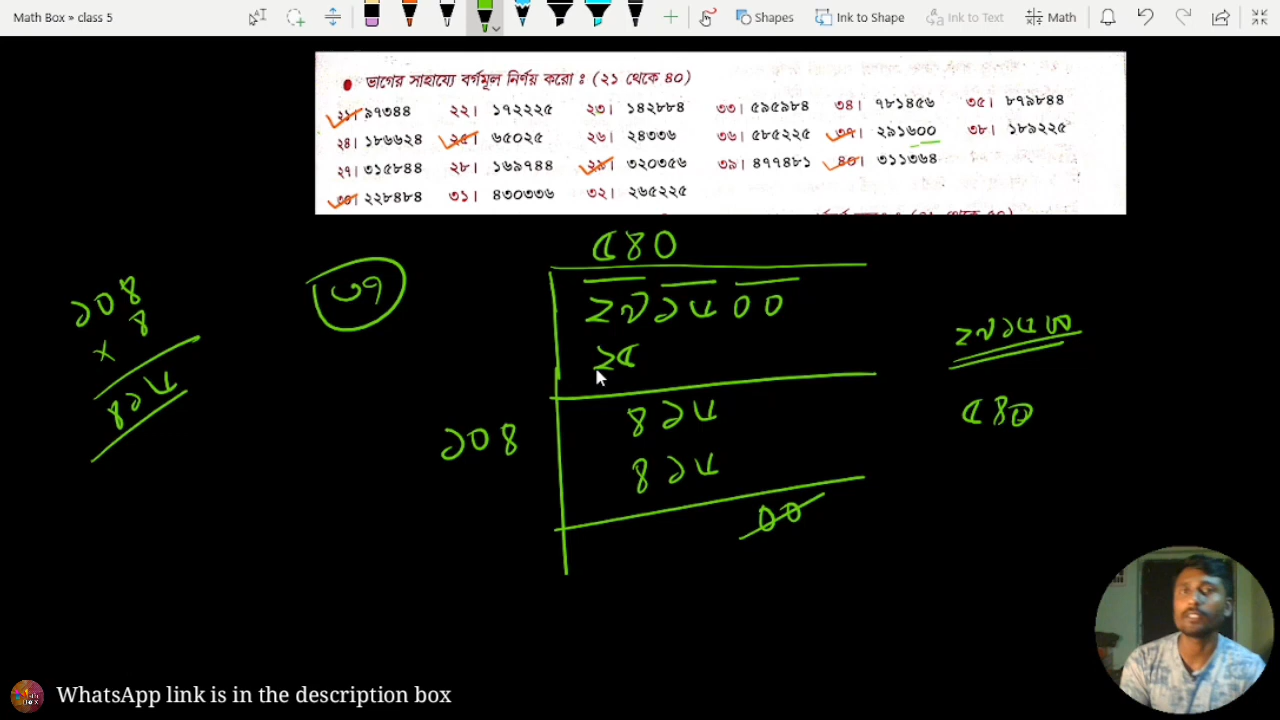 Math Box » class 5
Shapes
Ink to Shape
Ink to Text
Math
● ভাগের সাহায্যে বর্গমূল নির্ণয় করো : (২১ থেকে ৪০)
২১। ৯৭৩৪৪ ২২। ১৭২২২৫ ২৩। ১৪২৮৮৪ ৩৩। ৫৯৫৯৮৪ ৩৪। ৭৮১৪৫৬ ৩৫। ৮৭৯৮৪৪
২৪। ১৮৬৬২৪ ২৫। ৬৫০২৫ ২৬। ২৪৩৩৬ ৩৬। ৫৮৫২২৫ ৩৭। ২৯১৬০০ ৩৮। ১৮৯২২৫
২৭। ৩১৫৮৪৪ ২৮। ১৬৯৭৪৪ ২৯। ৩২০৩৫৬ ৩৯। ৪৭৭৪৮১ ৪০। ৩১১৩৬৪
৩০। ২২৮৪৮৪ ৩১। ৪৩০৩৩৬ ৩২। ২৬৫২২৫
৫৪০
৩৭
২৯১৬০০
২৫
১০৪
৪১৬
৪১৬
০০
১০৪
× ৪
৪১৬
২৯১৬০০
৫৪০
WhatsApp link is in the description box